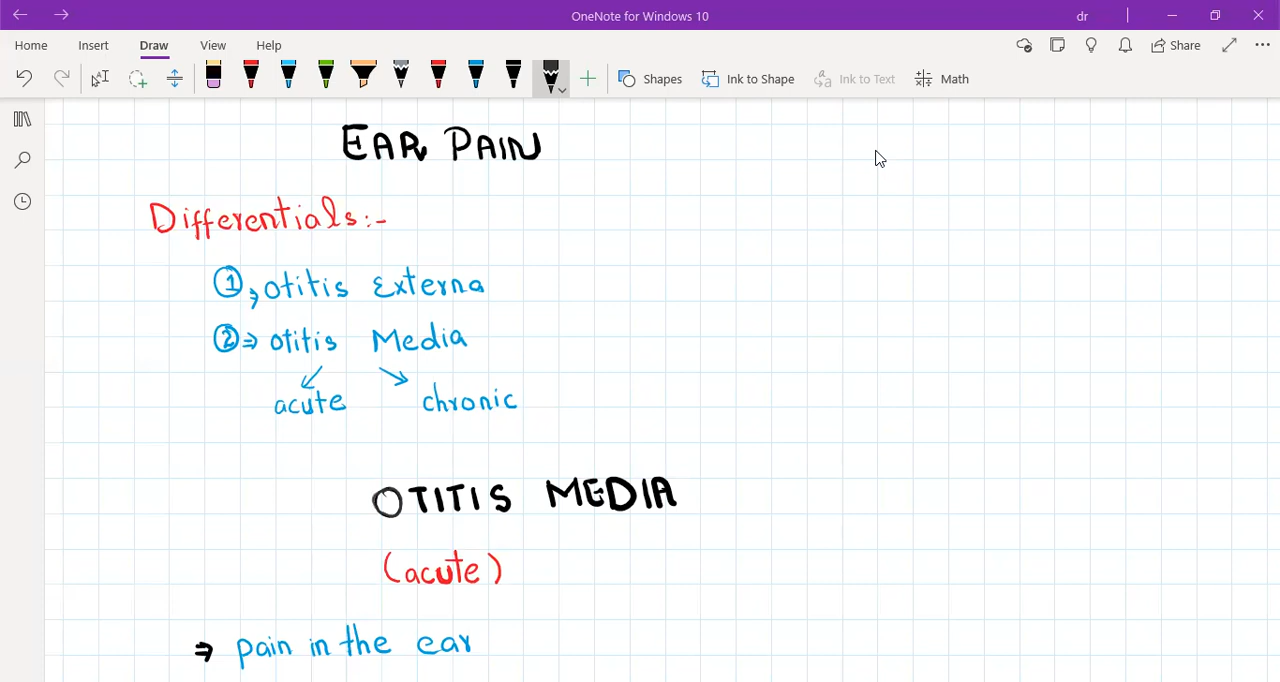 OneNote for Windows 10
dr
Home Insert Draw View Help
Share
Shapes Ink to Shape Ink to Text Math
EAR PAIN
Differentials:-
① ⇒ otitis Externa
② ⇒ otitis Media
acute chronic
OTITIS MEDIA
(acute)
⇒ pain in the ear